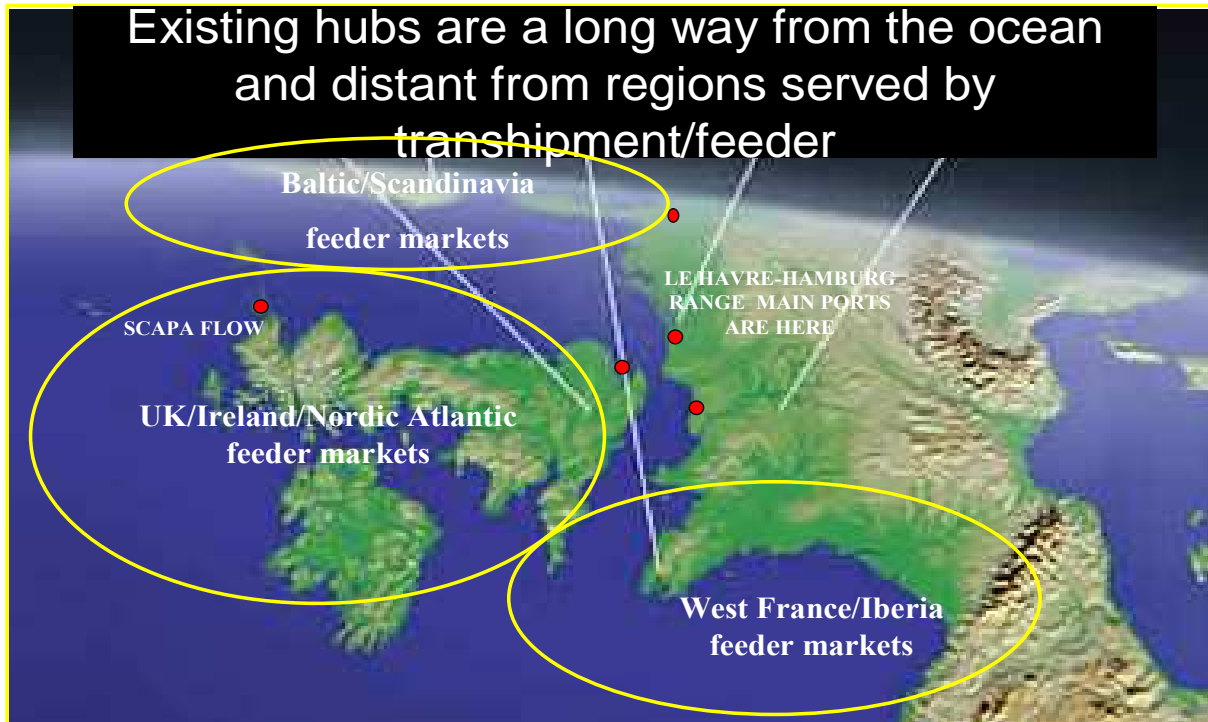 Existing hubs are a long way from the ocean
and distant from regions served by
transhipment/feeder
Baltic/Scandinavia
feeder markets
LE HAVRE-HAMBURG
RANGE MAIN PORTS
ARE HERE
SCAPA FLOW
UK/Ireland/Nordic Atlantic
feeder markets
West France/Iberia
feeder markets